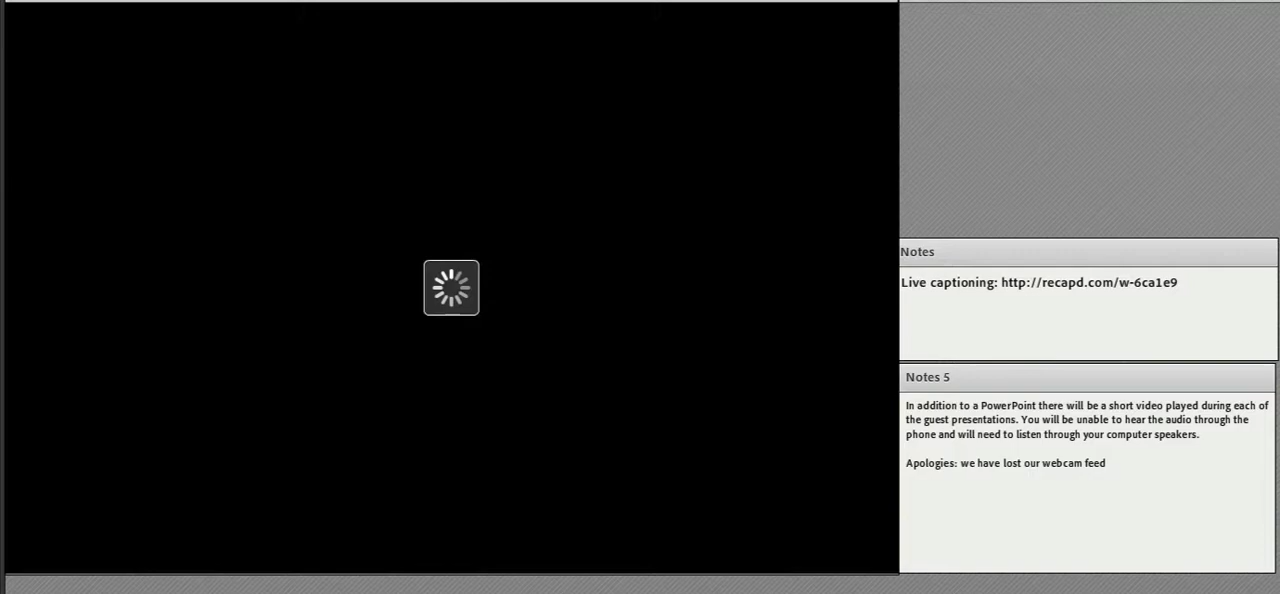 Notes
Live captioning: http://recapd.com/w-6ca1e9
Notes 5
In addition to a PowerPoint there will be a short video played during each of
the guest presentations. You will be unable to hear the audio through the
phone and will need to listen through your computer speakers.
Apologies: we have lost our webcam feed